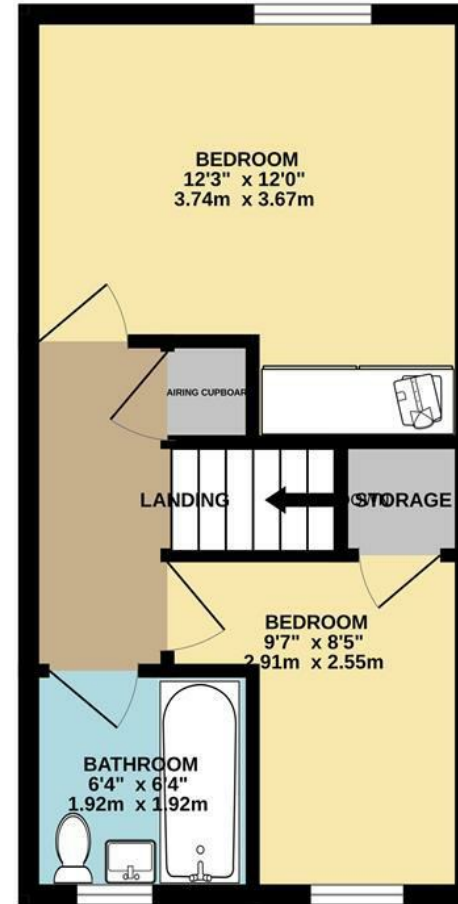 BEDROOM
12'3" x 12'0"
3.74m x 3.67m
AIRING CUPBOAR
LANDING
DOWN
STORAGE
BEDROOM
9'7" x 8'5"
2.91m x 2.55m
BATHROOM
6'4" x 6'4"
1.92m x 1.92m